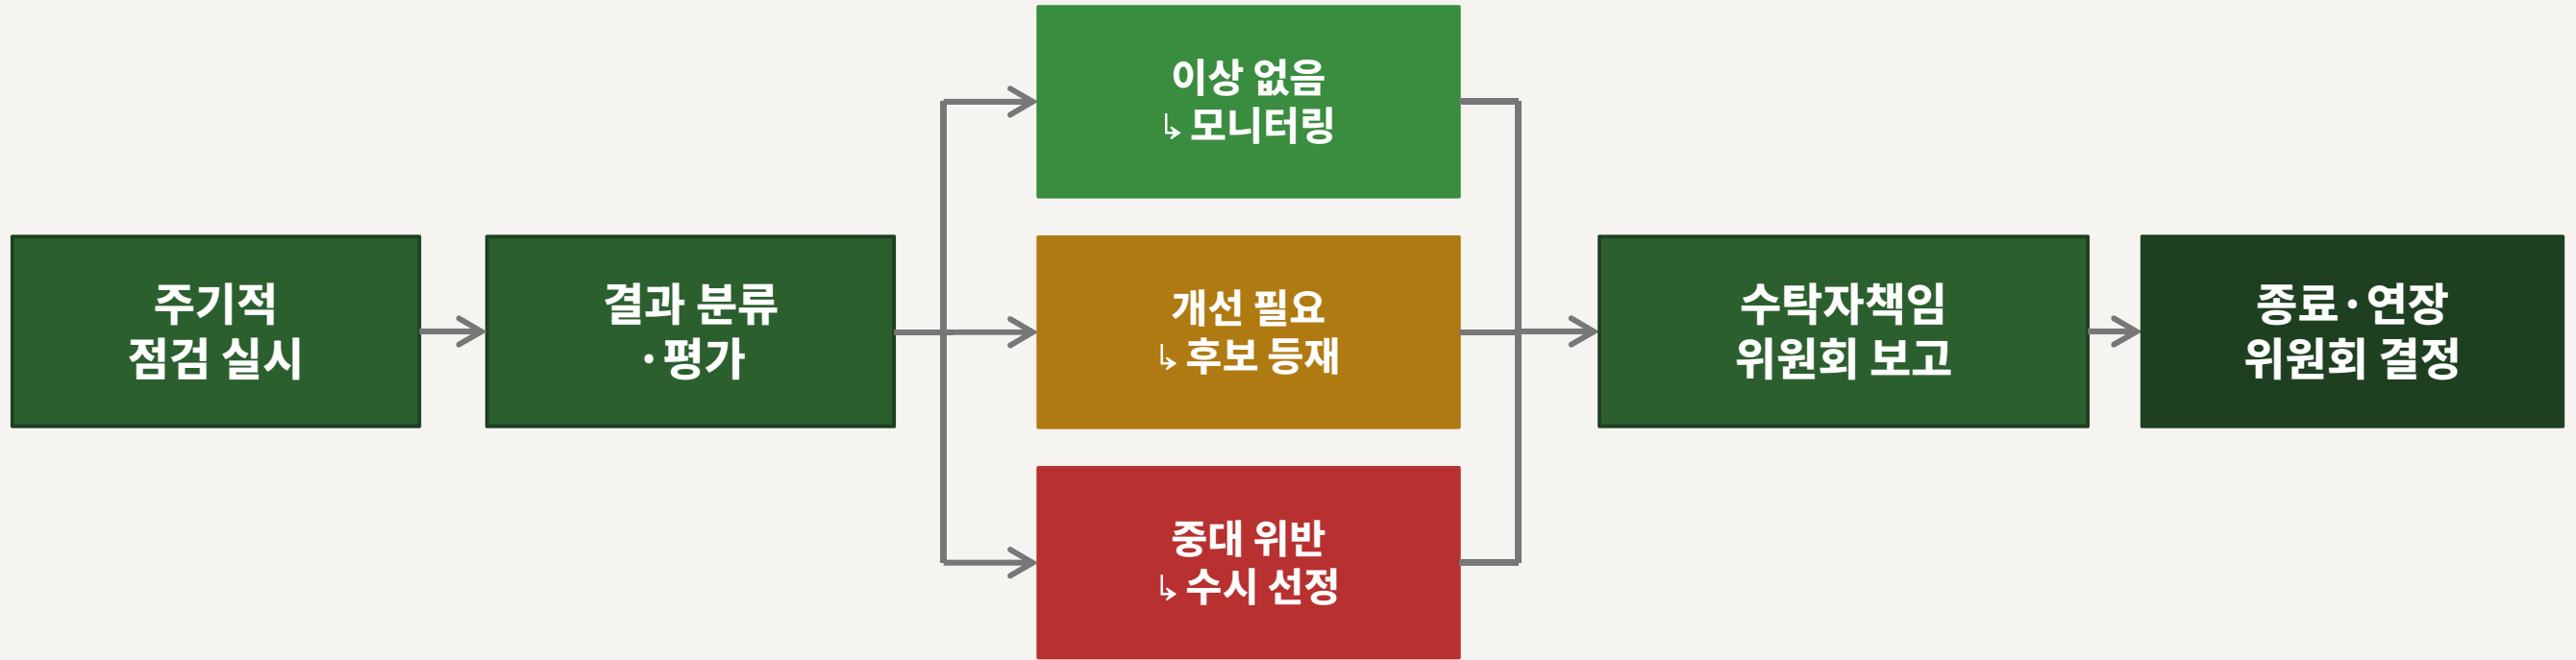 주기적
점검 실시
결과 분류
·평가
이상 없음
↳ 모니터링
개선 필요
↳ 후보 등재
중대 위반
↳ 수시 선정
수탁자책임
위원회 보고
종료·연장
위원회 결정